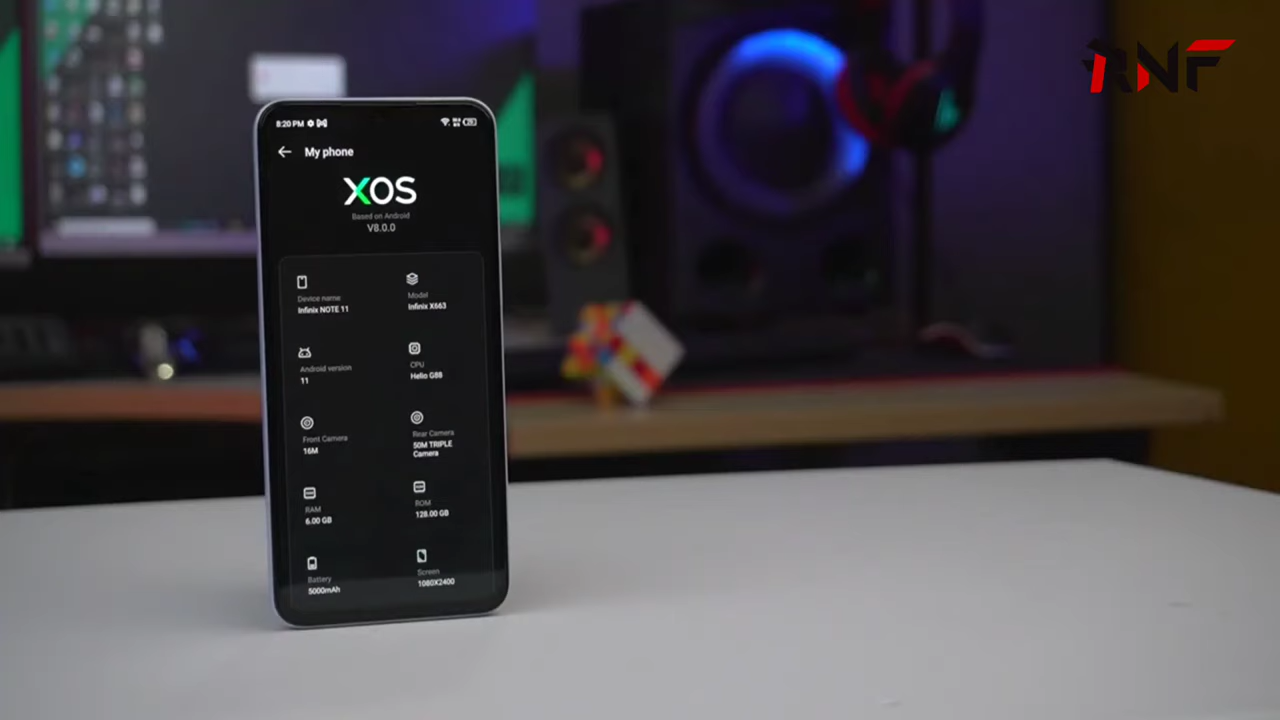 RNF
8:20 PM
My phone
XOS
Based on Android
V8.0.0
Device name
Infinix NOTE 11
Model
Infinix X663
Android version
11
CPU
Helio G88
Front Camera
16M
Rear Camera
50M TRIPLE
Camera
RAM
6.00 GB
ROM
128.00 GB
Battery
5000mAh
Screen
1080X2400